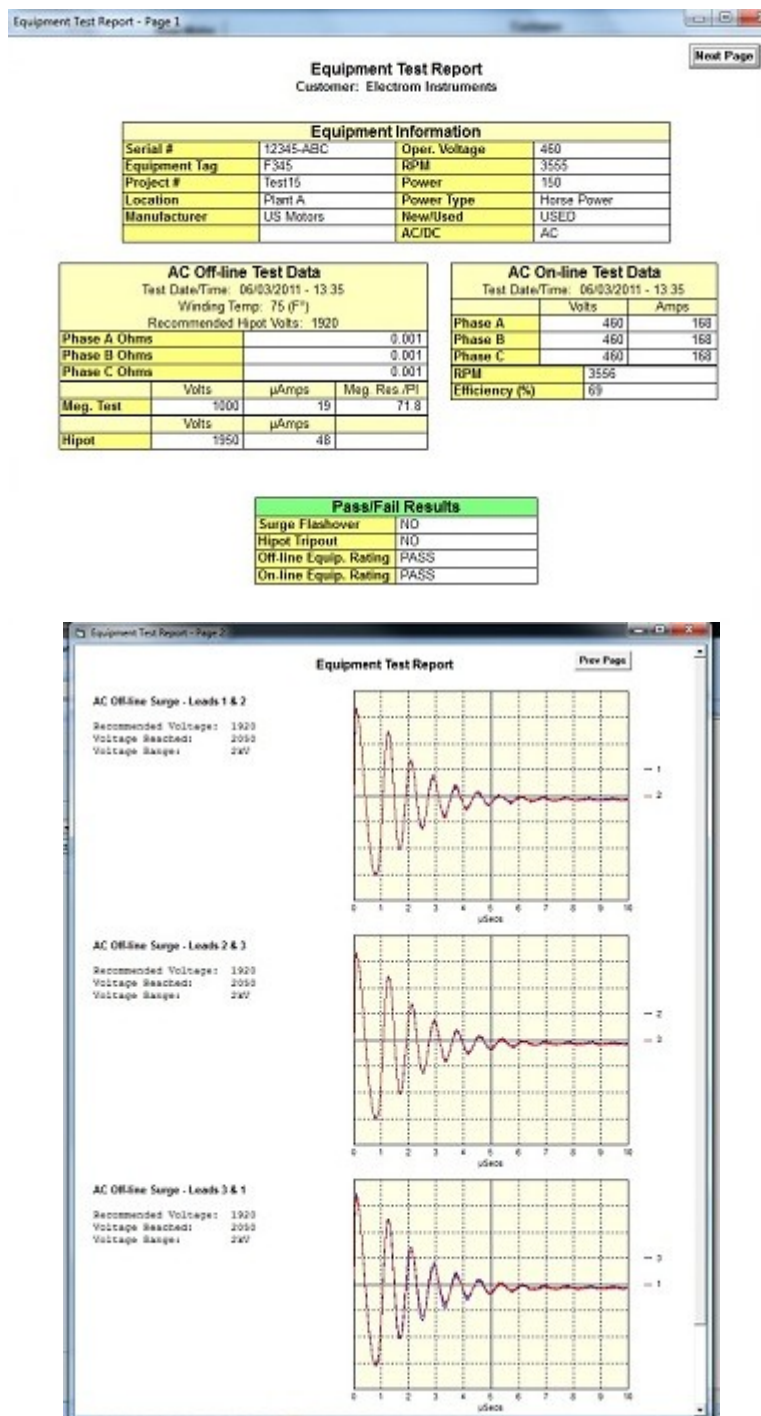 Equipment Test Report - Page 1
Next Page
Equipment Test Report
Customer: Electrom Instruments
Equipment Information
Serial # 12345-ABC Oper. Voltage 460
Equipment Tag F345 RPM 3555
Project # Test15 Power 150
Location Plant A Power Type Horse Power
Manufacturer US Motors New/Used USED
AC/DC AC
AC Off-line Test Data
Test Date/Time: 06/03/2011 - 13:35
Winding Temp: 75 (F°)
Recommended Hipot Volts: 1920
Phase A Ohms 0.001
Phase B Ohms 0.001
Phase C Ohms 0.001
Volts µAmps Meg. Res./PI
Meg. Test 1000 19 71.8
Volts µAmps
Hipot 1950 48
AC On-line Test Data
Test Date/Time: 06/03/2011 - 13:35
Volts Amps
Phase A 460 168
Phase B 460 168
Phase C 460 168
RPM 3556
Efficiency (%) 69
Pass/Fail Results
Surge Flashover NO
Hipot Tripout NO
Off-line Equip. Rating PASS
On-line Equip. Rating PASS
Equipment Test Report - Page 2
Equipment Test Report
Prev Page
AC Off-line Surge - Leads 1 & 2
Recommended Voltage: 1920
Voltage Reached: 2050
Voltage Range: 2kV
1
2
0 1 2 3 4 5 6 7 8 9 10
µSecs
AC Off-line Surge - Leads 2 & 3
Recommended Voltage: 1920
Voltage Reached: 2050
Voltage Range: 2kV
2
3
0 1 2 3 4 5 6 7 8 9 10
µSecs
AC Off-line Surge - Leads 3 & 1
Recommended Voltage: 1920
Voltage Reached: 2050
Voltage Range: 2kV
3
1
0 1 2 3 4 5 6 7 8 9 10
µSecs